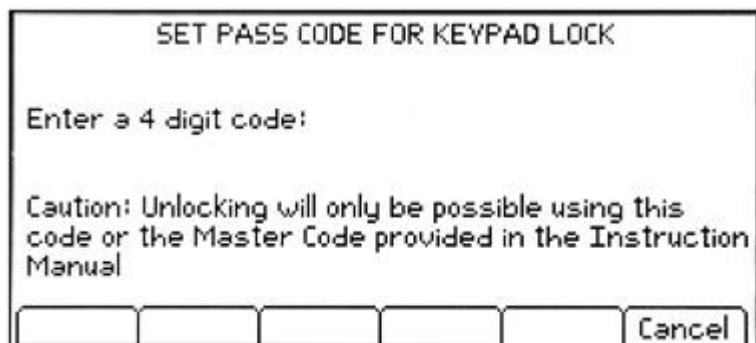 SET PASS CODE FOR KEYPAD LOCK
Enter a 4 digit code:
Caution: Unlocking will only be possible using this
code or the Master Code provided in the Instruction
Manual
Cancel